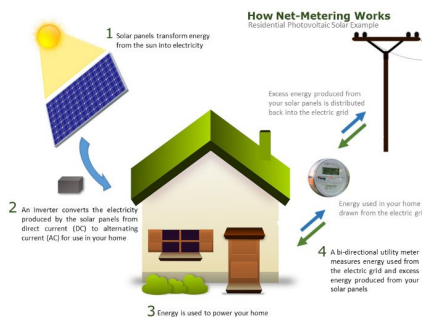 How Net-Metering Works
Residential Photovoltaic Solar Example
1 Solar panels transform energy
from the sun into electricity
Excess energy produced from
your solar panels is distributed
back into the electric grid
2 An inverter converts the electricity
produced by the solar panels from
direct current (DC) to alternating
current (AC) for use in your home
Energy used in your home
drawn from the electric gri
4 A bi-directional utility meter
measures energy used from
the electric grid and excess
energy produced from your
solar panels
3 Energy is used to power your home